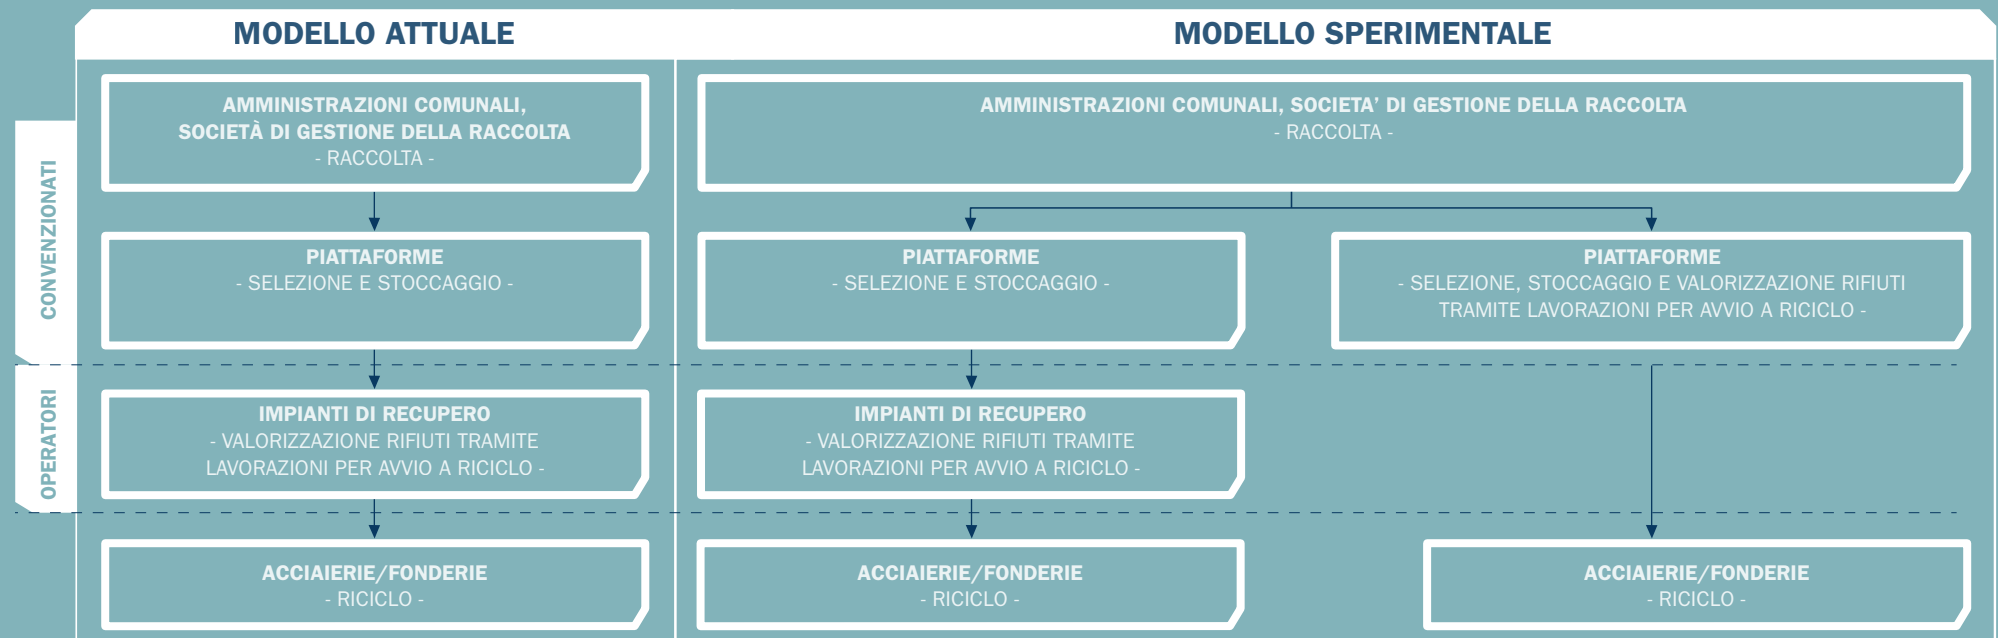 MODELLO ATTUALE
MODELLO SPERIMENTALE
CONVENZIONATI
OPERATORI
AMMINISTRAZIONI COMUNALI,
SOCIETÀ DI GESTIONE DELLA RACCOLTA
- RACCOLTA -
PIATTAFORME
- SELEZIONE E STOCCAGGIO -
IMPIANTI DI RECUPERO
- VALORIZZAZIONE RIFIUTI TRAMITE
LAVORAZIONI PER AVVIO A RICICLO -
ACCIAIERIE/FONDERIE
- RICICLO -
AMMINISTRAZIONI COMUNALI, SOCIETA' DI GESTIONE DELLA RACCOLTA
- RACCOLTA -
PIATTAFORME
- SELEZIONE E STOCCAGGIO -
IMPIANTI DI RECUPERO
- VALORIZZAZIONE RIFIUTI TRAMITE
LAVORAZIONI PER AVVIO A RICICLO -
ACCIAIERIE/FONDERIE
- RICICLO -
PIATTAFORME
- SELEZIONE, STOCCAGGIO E VALORIZZAZIONE RIFIUTI
TRAMITE LAVORAZIONI PER AVVIO A RICICLO -
ACCIAIERIE/FONDERIE
- RICICLO -